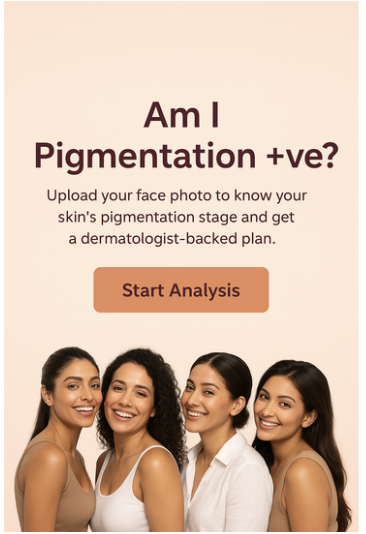 Am I
Pigmentation +ve?
Upload your face photo to know your
skin's pigmentation stage and get
a dermatologist-backed plan.
Start Analysis